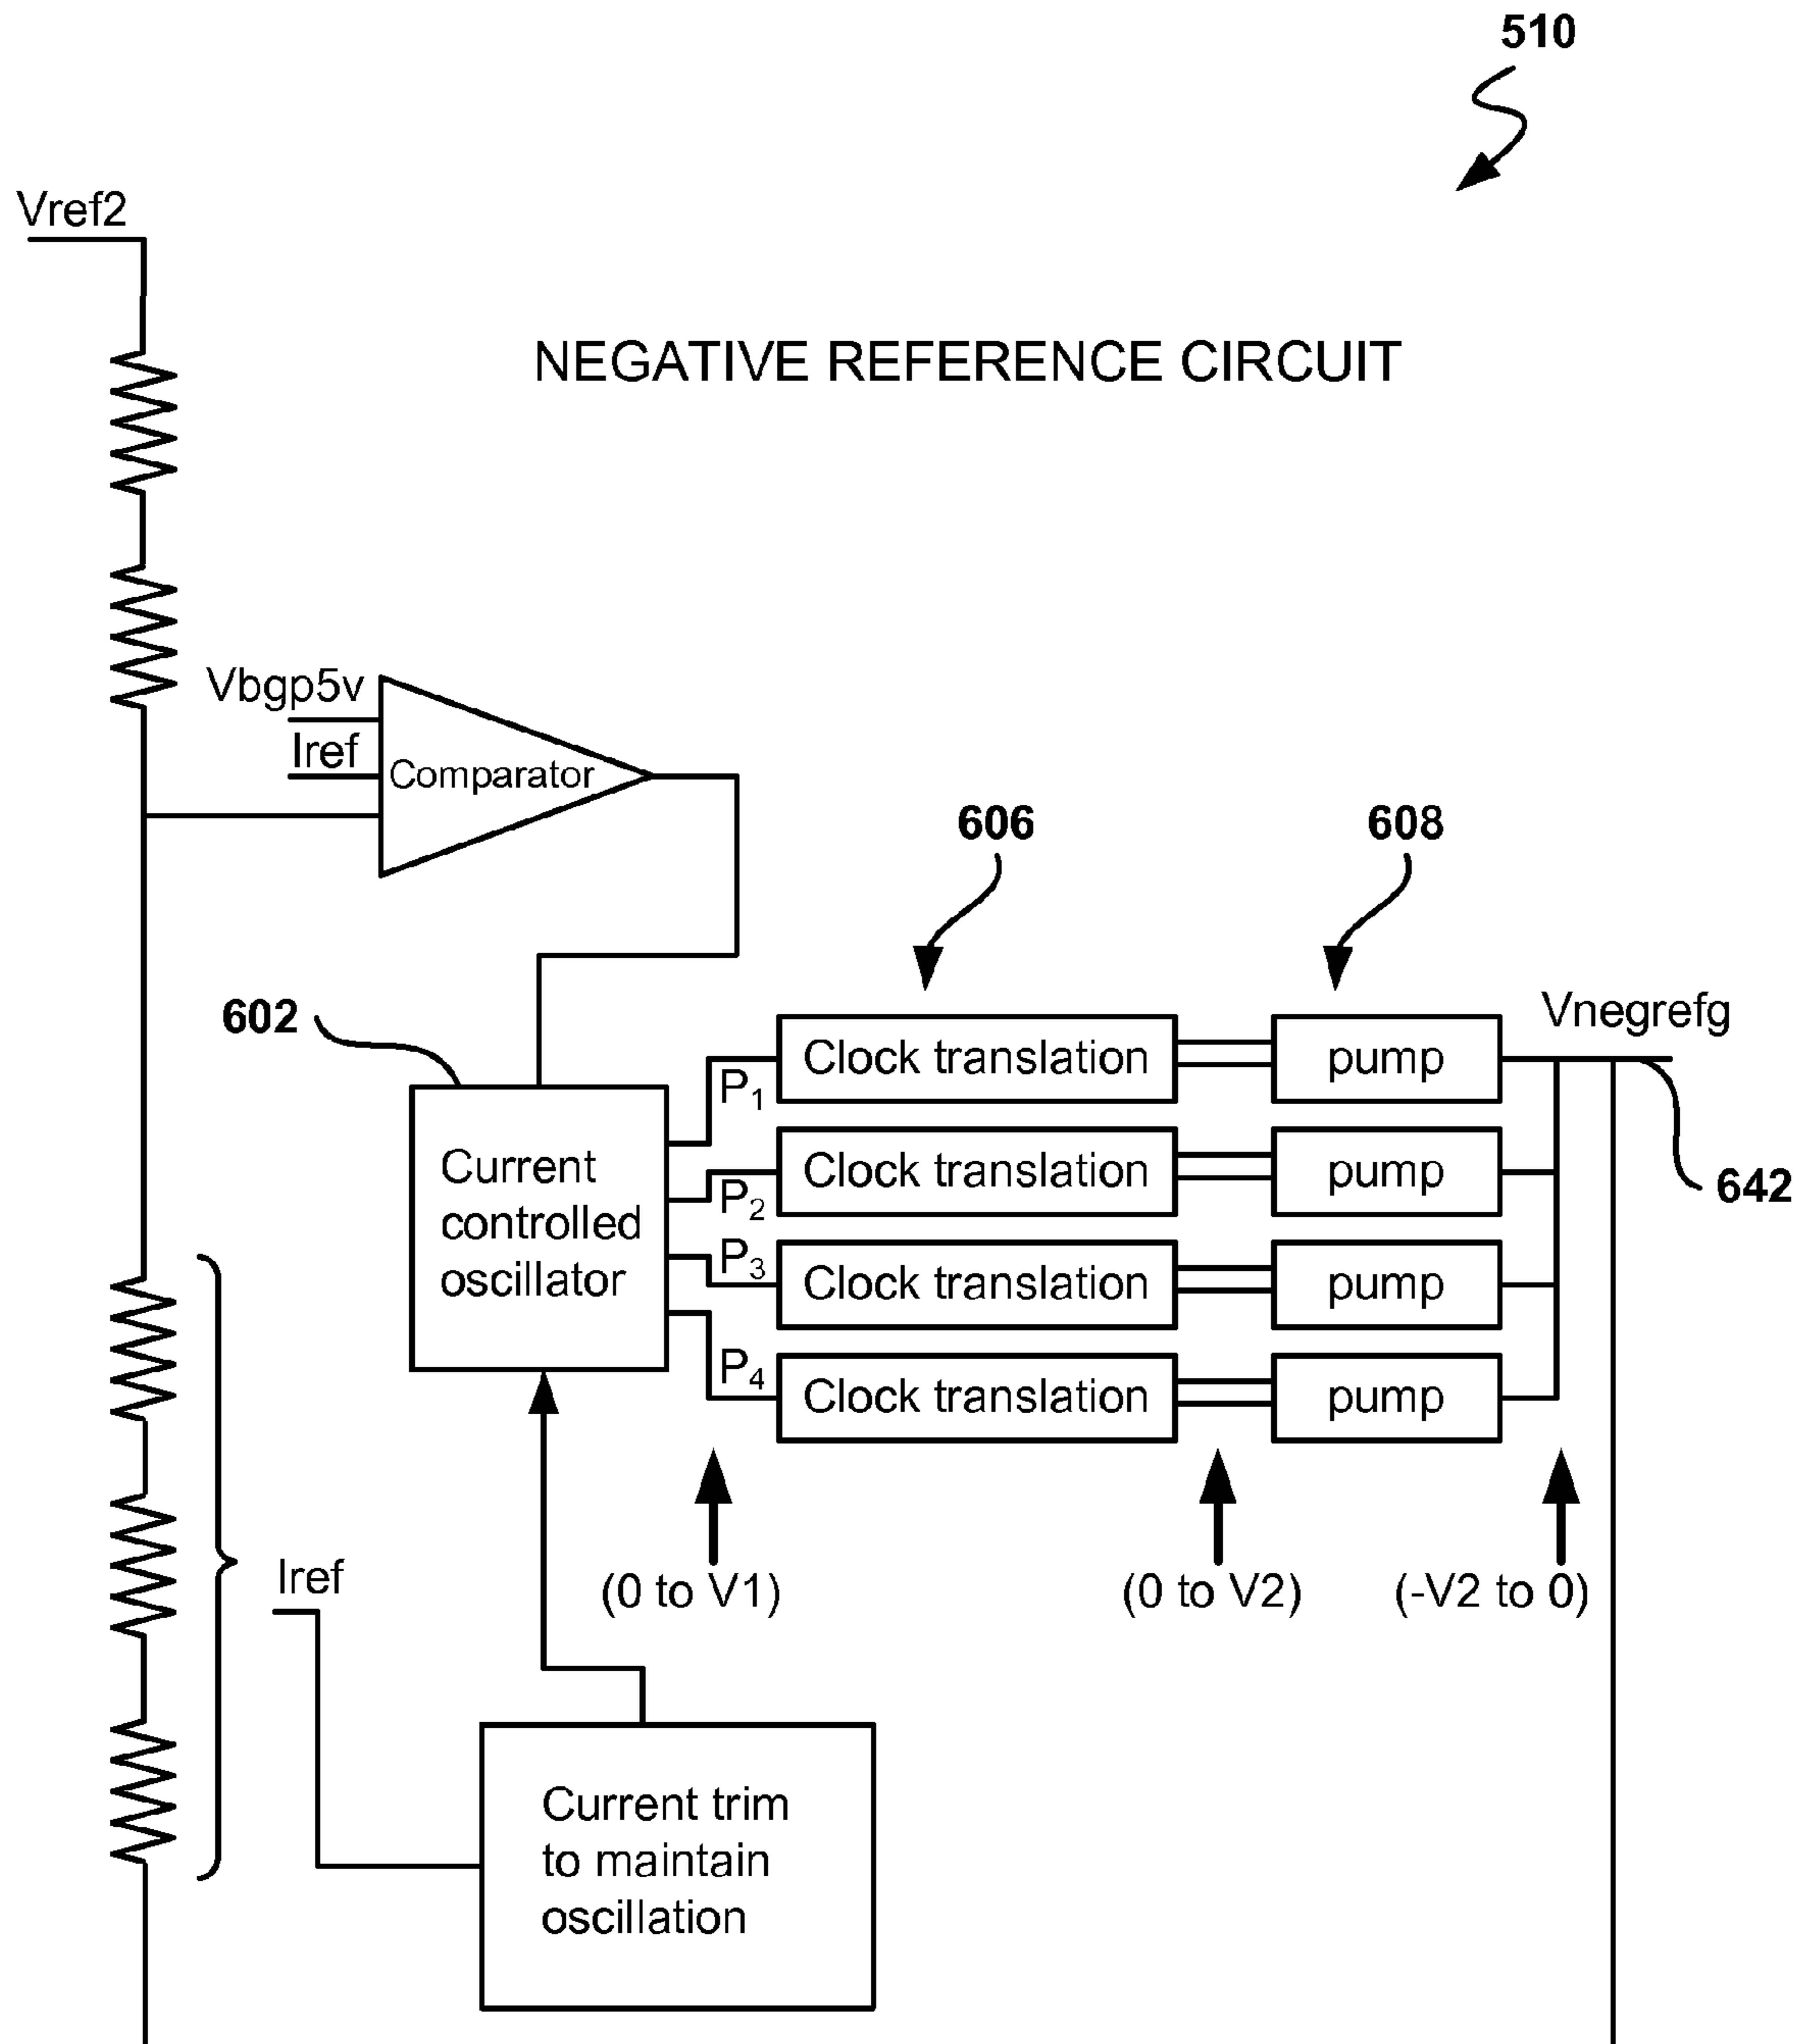 510
Vref2
NEGATIVE REFERENCE CIRCUIT
Vbgp5v
Iref
Comparator
606
608
602
Vnegrefg
Clock translation
pump
P1
Current
controlled
oscillator
Clock translation
pump
P2
642
Clock translation
pump
P3
Clock translation
pump
P4
Iref
(0 to V1)
(0 to V2)
(-V2 to 0)
Current trim
to maintain
oscillation